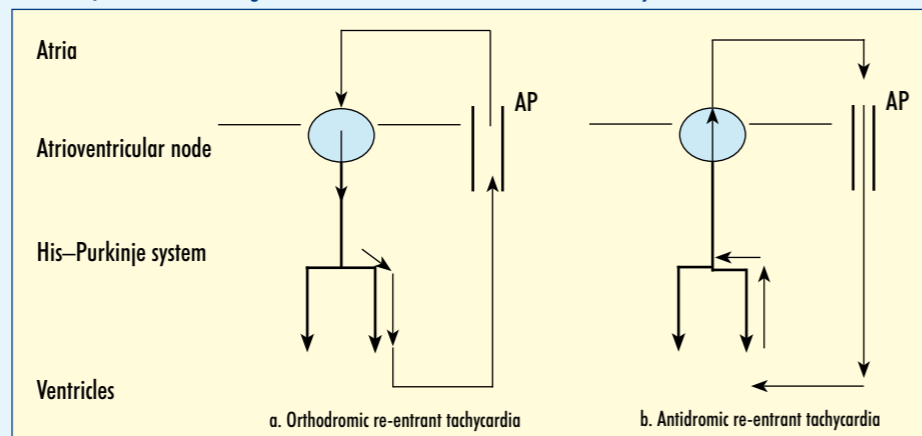 Atria
AP
AP
Atrioventricular node
His–Purkinje system
Ventricles
a. Orthodromic re-entrant tachycardia
b. Antidromic re-entrant tachycardia